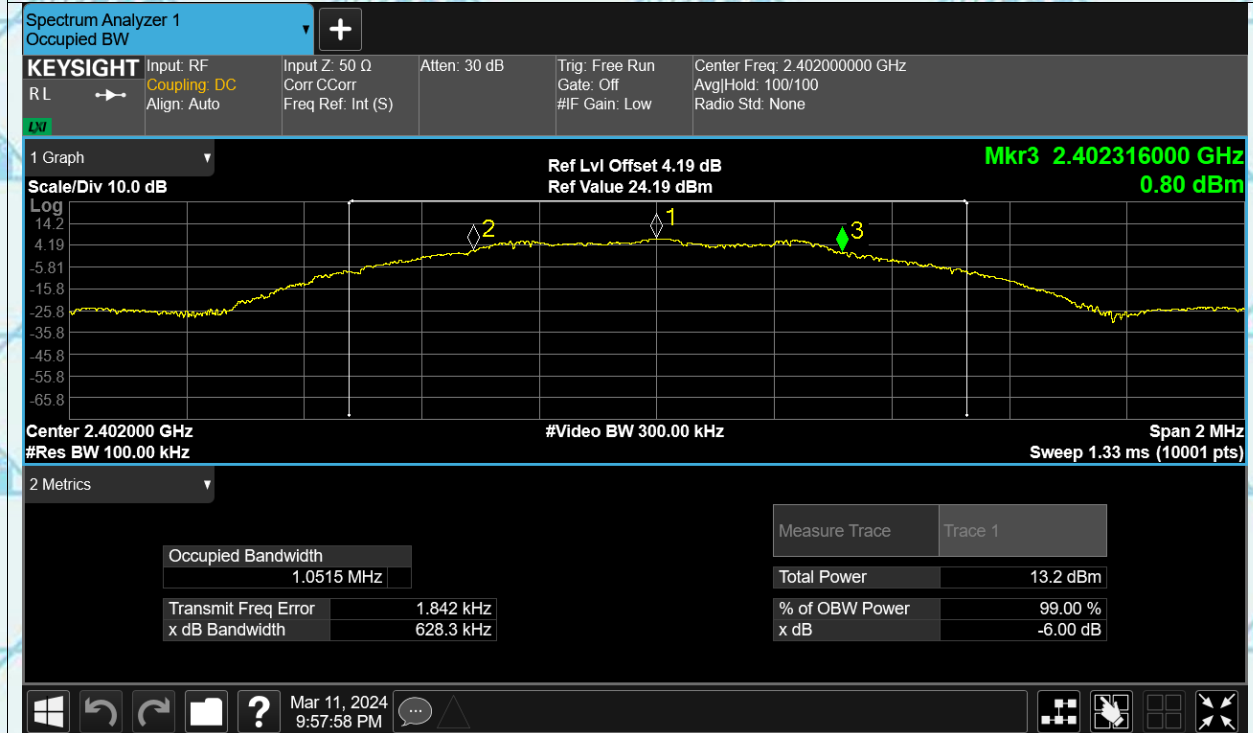 Spectrum Analyzer 1
Occupied BW
+
KEYSIGHT
RL
LXI
Input: RF
Coupling: DC
Align: Auto
Input Z: 50 Ω
Corr CCorr
Freq Ref: Int (S)
Atten: 30 dB
Trig: Free Run
Gate: Off
#IF Gain: Low
Center Freq: 2.402000000 GHz
Avg|Hold: 100/100
Radio Std: None
1 Graph
Scale/Div 10.0 dB
Ref Lvl Offset 4.19 dB
Ref Value 24.19 dBm
Mkr3 2.402316000 GHz
0.80 dBm
Log
14.2
4.19
-5.81
-15.8
-25.8
-35.8
-45.8
-55.8
-65.8
2
1
3
Center 2.402000 GHz
#Res BW 100.00 kHz
#Video BW 300.00 kHz
Span 2 MHz
Sweep 1.33 ms (10001 pts)
2 Metrics
Occupied Bandwidth
1.0515 MHz
Transmit Freq Error 1.842 kHz
x dB Bandwidth 628.3 kHz
Measure Trace Trace 1
Total Power 13.2 dBm
% of OBW Power 99.00 %
x dB -6.00 dB
?
Mar 11, 2024
9:57:58 PM